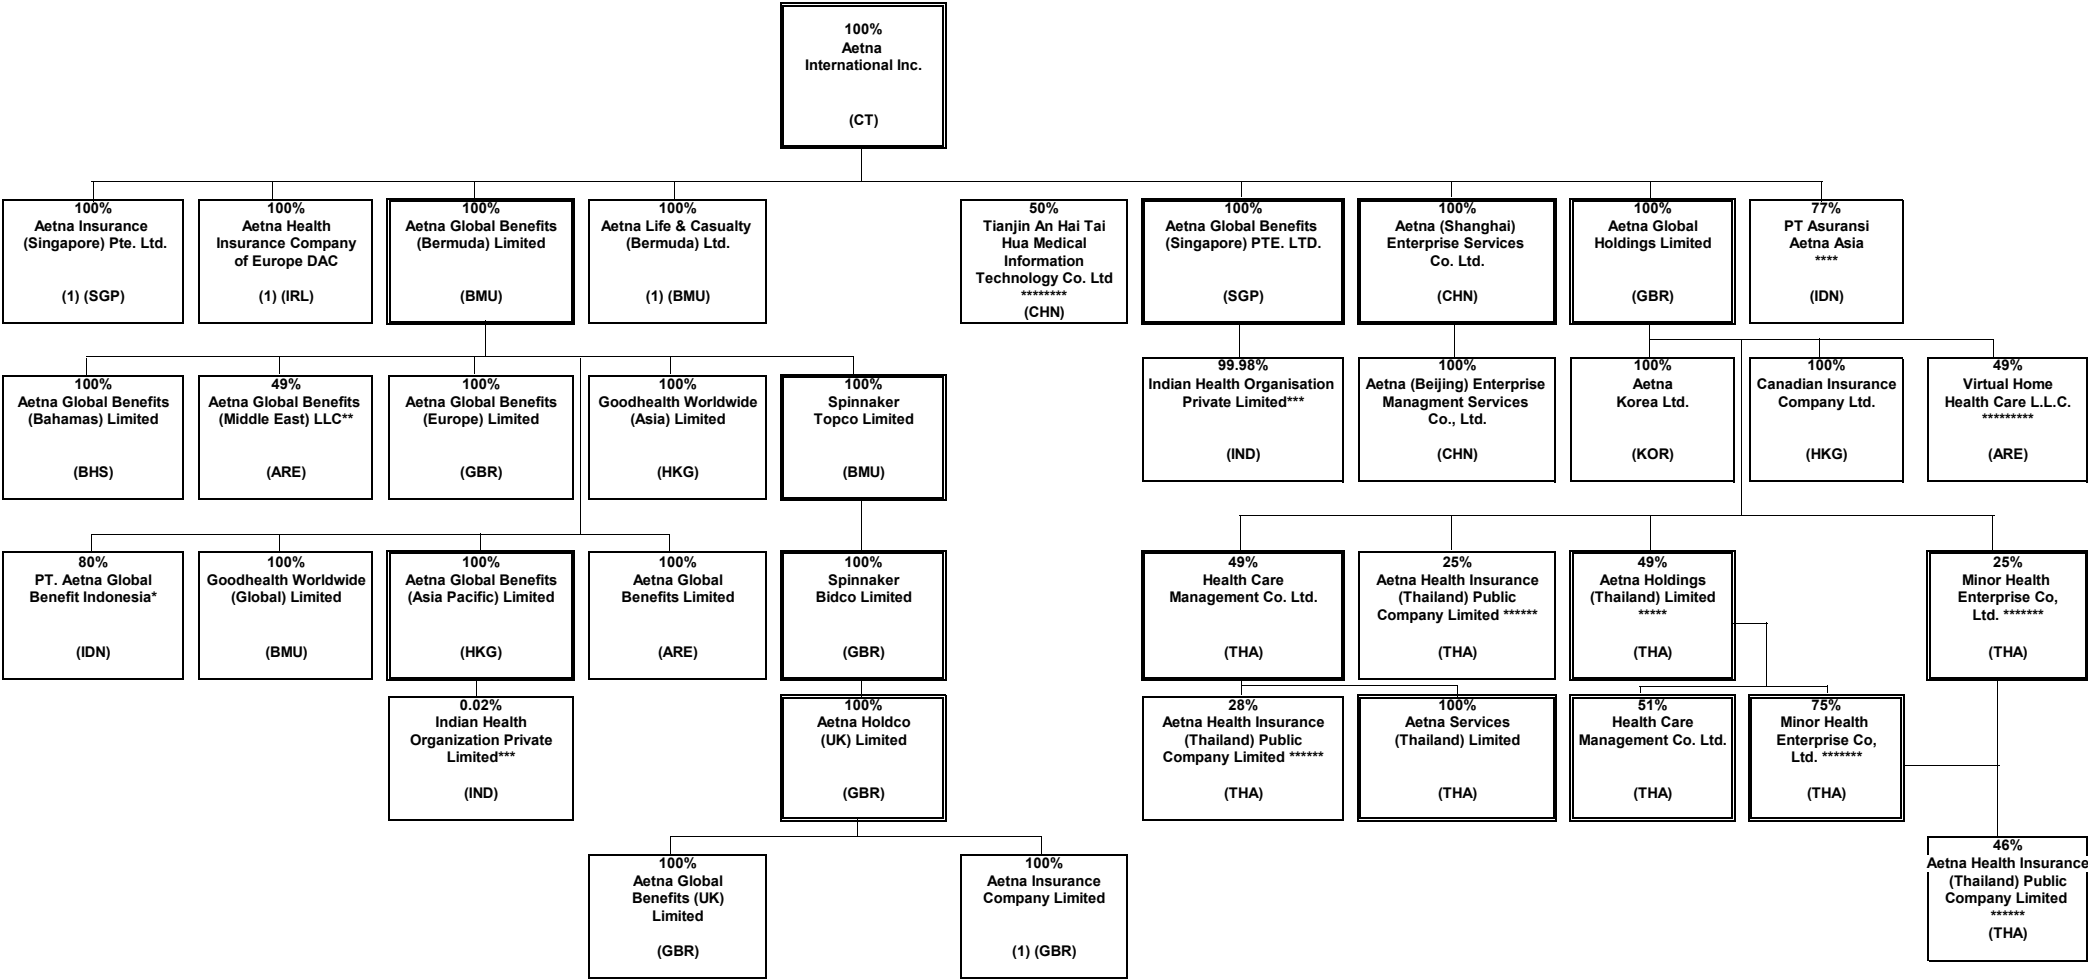 100%
Aetna
International Inc.
(CT)
100%
Aetna Insurance
(Singapore) Pte. Ltd.
(1) (SGP)
100%
Aetna Health
Insurance Company
of Europe DAC
(1) (IRL)
100%
Aetna Global Benefits
(Bermuda) Limited
(BMU)
100%
Aetna Life & Casualty
(Bermuda) Ltd.
(1) (BMU)
50%
Tianjin An Hai Tai
Hua Medical
Information
Technology Co. Ltd
********
(CHN)
100%
Aetna Global Benefits
(Singapore) PTE. LTD.
(SGP)
100%
Aetna (Shanghai)
Enterprise Services
Co. Ltd.
(CHN)
100%
Aetna Global
Holdings Limited
(GBR)
77%
PT Asuransi
Aetna Asia
****
(IDN)
100%
Aetna Global Benefits
(Bahamas) Limited
(BHS)
49%
Aetna Global Benefits
(Middle East) LLC**
(ARE)
100%
Aetna Global Benefits
(Europe) Limited
(GBR)
100%
Goodhealth Worldwide
(Asia) Limited
(HKG)
100%
Spinnaker
Topco Limited
(BMU)
99.98%
Indian Health Organisation
Private Limited***
(IND)
100%
Aetna (Beijing) Enterprise
Managment Services
Co., Ltd.
(CHN)
100%
Aetna
Korea Ltd.
(KOR)
100%
Canadian Insurance
Company Ltd.
(HKG)
49%
Virtual Home
Health Care L.L.C.
*********
(ARE)
80%
PT. Aetna Global
Benefit Indonesia*
(IDN)
100%
Goodhealth Worldwide
(Global) Limited
(BMU)
100%
Aetna Global Benefits
(Asia Pacific) Limited
(HKG)
100%
Aetna Global
Benefits Limited
(ARE)
100%
Spinnaker
Bidco Limited
(GBR)
49%
Health Care
Management Co. Ltd.
(THA)
25%
Aetna Health Insurance
(Thailand) Public
Company Limited ******
(THA)
49%
Aetna Holdings
(Thailand) Limited
*****
(THA)
25%
Minor Health
Enterprise Co,
Ltd. *******
(THA)
0.02%
Indian Health
Organization Private
Limited***
(IND)
100%
Aetna Holdco
(UK) Limited
(GBR)
28%
Aetna Health Insurance
(Thailand) Public
Company Limited ******
(THA)
100%
Aetna Services
(Thailand) Limited
(THA)
51%
Health Care
Management Co. Ltd.
(THA)
75%
Minor Health
Enterprise Co,
Ltd. *******
(THA)
100%
Aetna Global
Benefits (UK)
Limited
(GBR)
100%
Aetna Insurance
Company Limited
(1) (GBR)
46%
Aetna Health Insurance
(Thailand) Public
Company Limited
******
(THA)